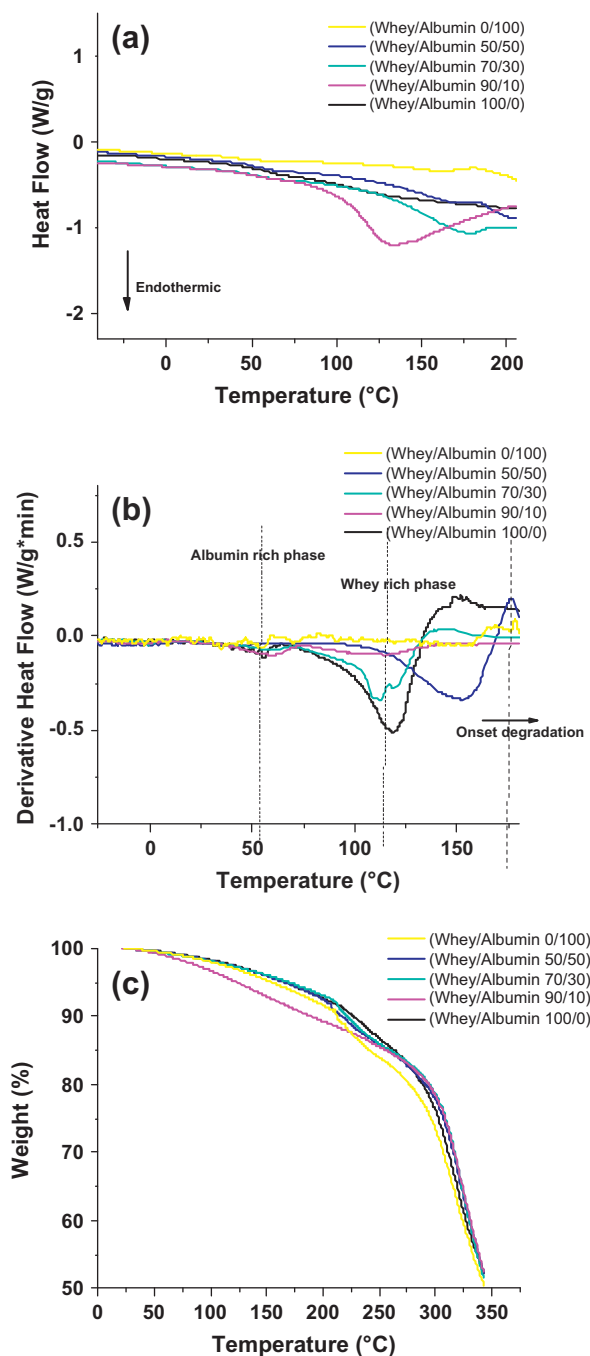 (a)
(Whey/Albumin 0/100)
(Whey/Albumin 50/50)
(Whey/Albumin 70/30)
(Whey/Albumin 90/10)
(Whey/Albumin 100/0)
Heat Flow (W/g)
1
0
-1
-2
Endothermic
0
50
100
150
200
Temperature (°C)
(b)
(Whey/Albumin 0/100)
(Whey/Albumin 50/50)
(Whey/Albumin 70/30)
(Whey/Albumin 90/10)
(Whey/Albumin 100/0)
Derivative Heat Flow (W/g*min)
0.5
0.0
-0.5
-1.0
Albumin rich phase
Whey rich phase
Onset degradation
0
50
100
150
Temperature (°C)
(c)
(Whey/Albumin 0/100)
(Whey/Albumin 50/50)
(Whey/Albumin 70/30)
(Whey/Albumin 90/10)
(Whey/Albumin 100/0)
Weight (%)
100
90
80
70
60
50
0
50
100
150
200
250
300
350
Temperature (°C)